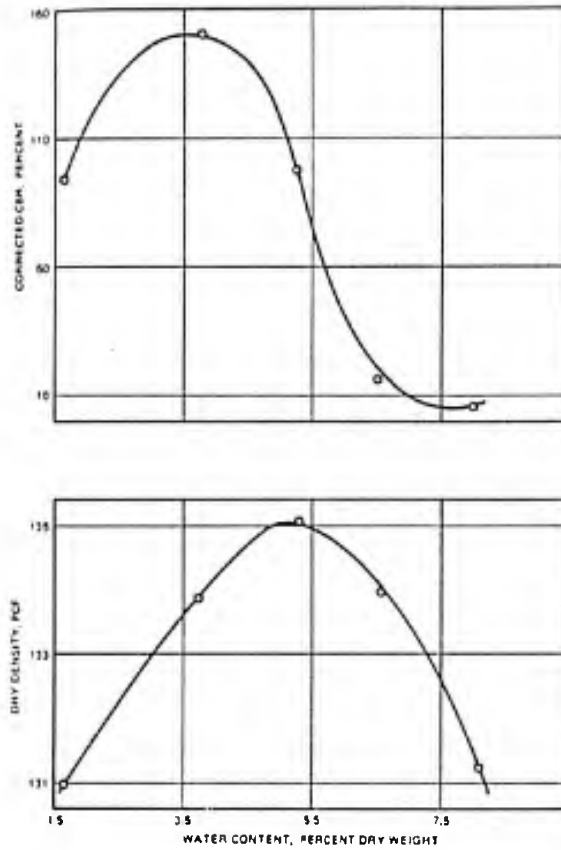 160
110
60
10
CORRECTED CBR, PERCENT
135
133
131
DRY DENSITY, PCF
1.5 3.5 5.5 7.5
WATER CONTENT, PERCENT DRY WEIGHT